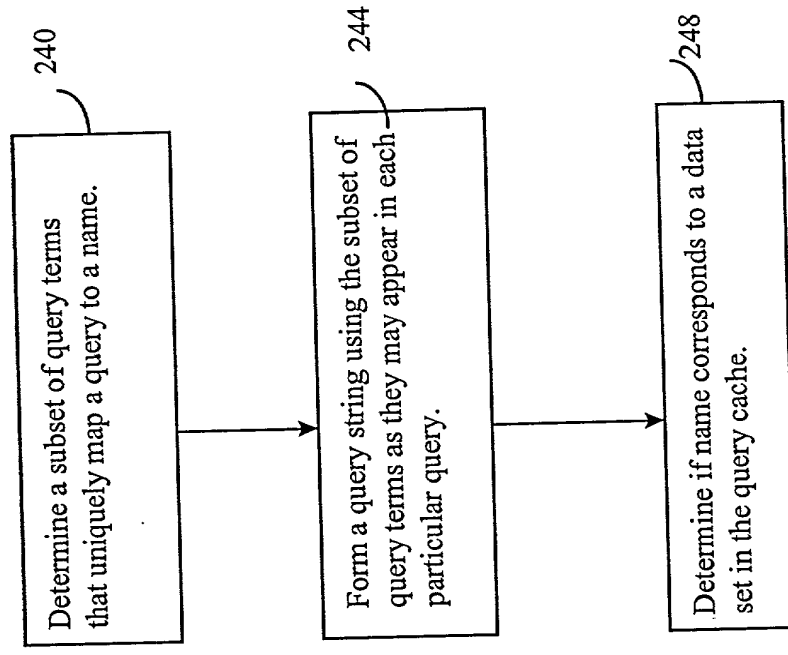 240
Determine a subset of query terms
that uniquely map a query to a name.
244
Form a query string using the subset of
query terms as they may appear in each
particular query.
248
Determine if name corresponds to a data
set in the query cache.